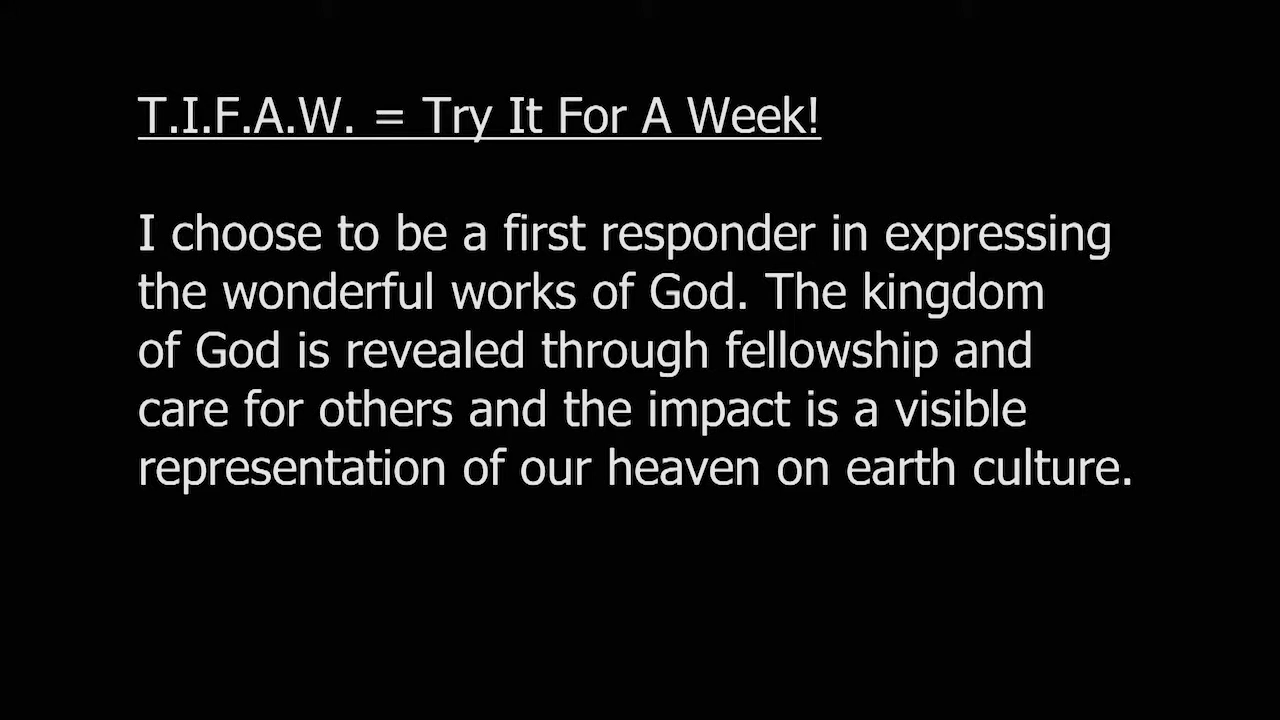 T.I.F.A.W. = Try It For A Week!
I choose to be a first responder in expressing
the wonderful works of God. The kingdom
of God is revealed through fellowship and
care for others and the impact is a visible
representation of our heaven on earth culture.